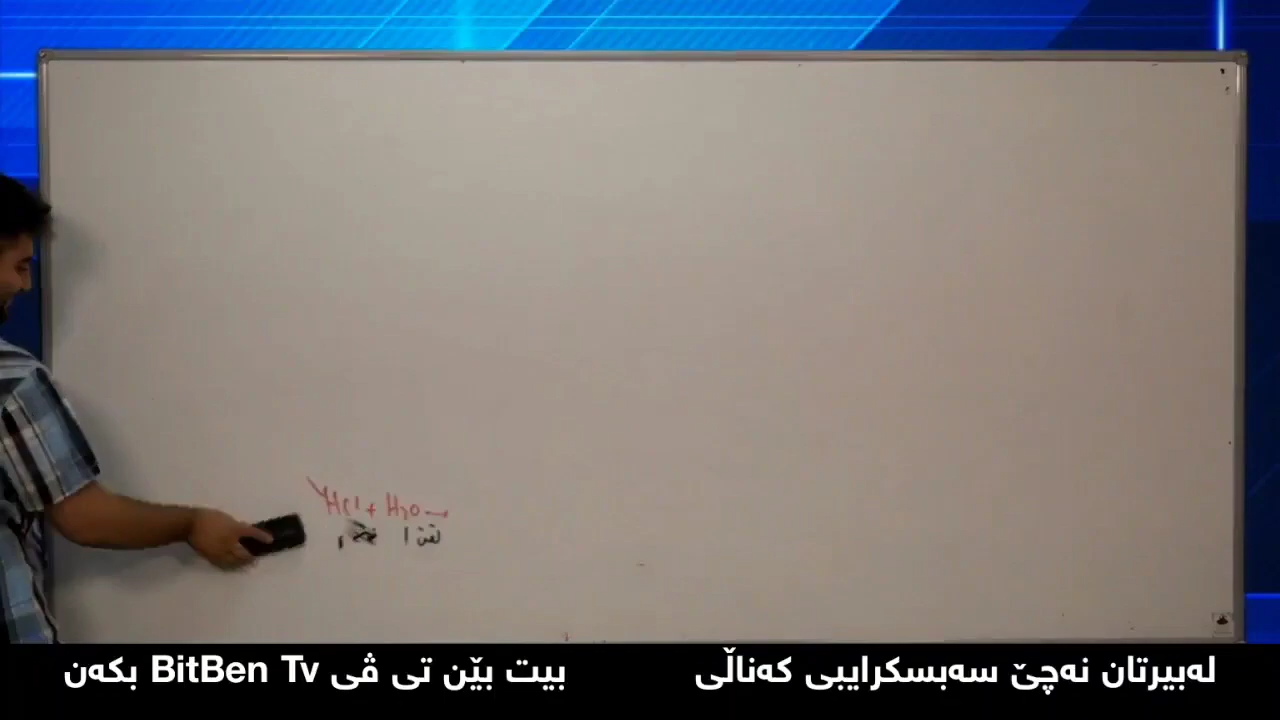 HCl + H2O →
لەبیرتان نەچێ سەبسکرایبی کەناڵی بیت بێن تی ڤی BitBen Tv بکەن